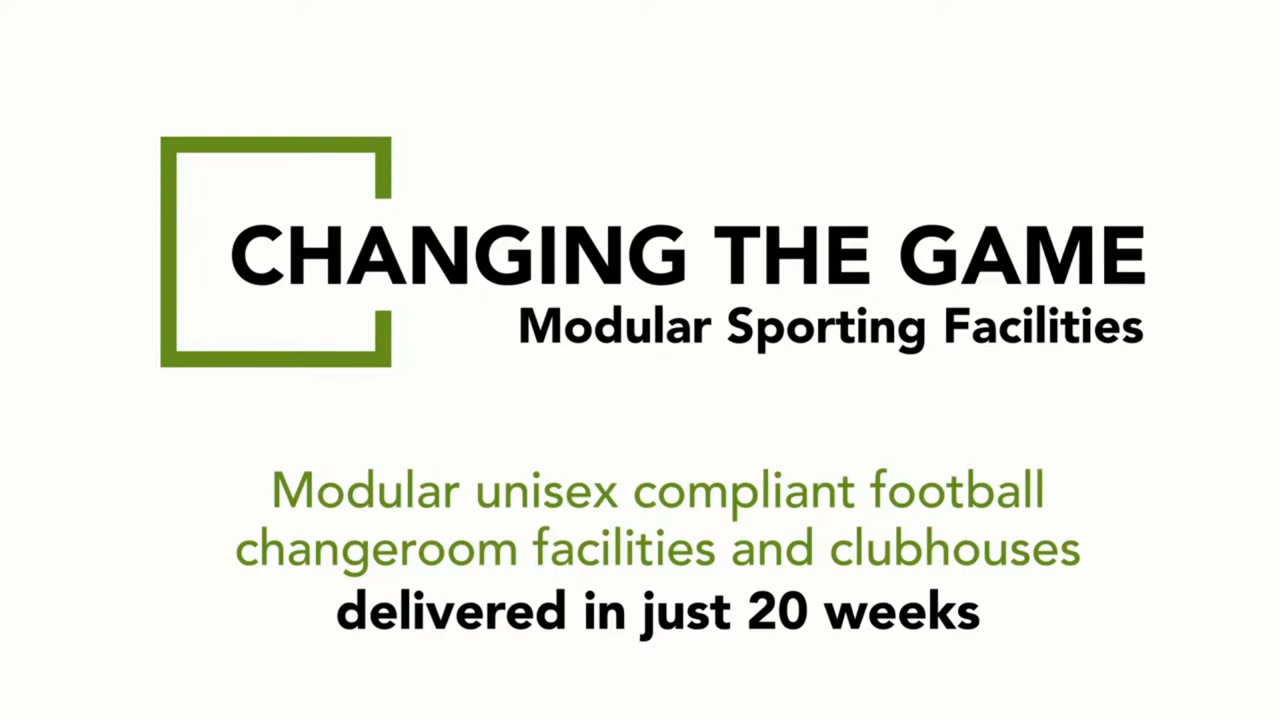 CHANGING THE GAME
Modular Sporting Facilities
Modular unisex compliant football
changeroom facilities and clubhouses
delivered in just 20 weeks